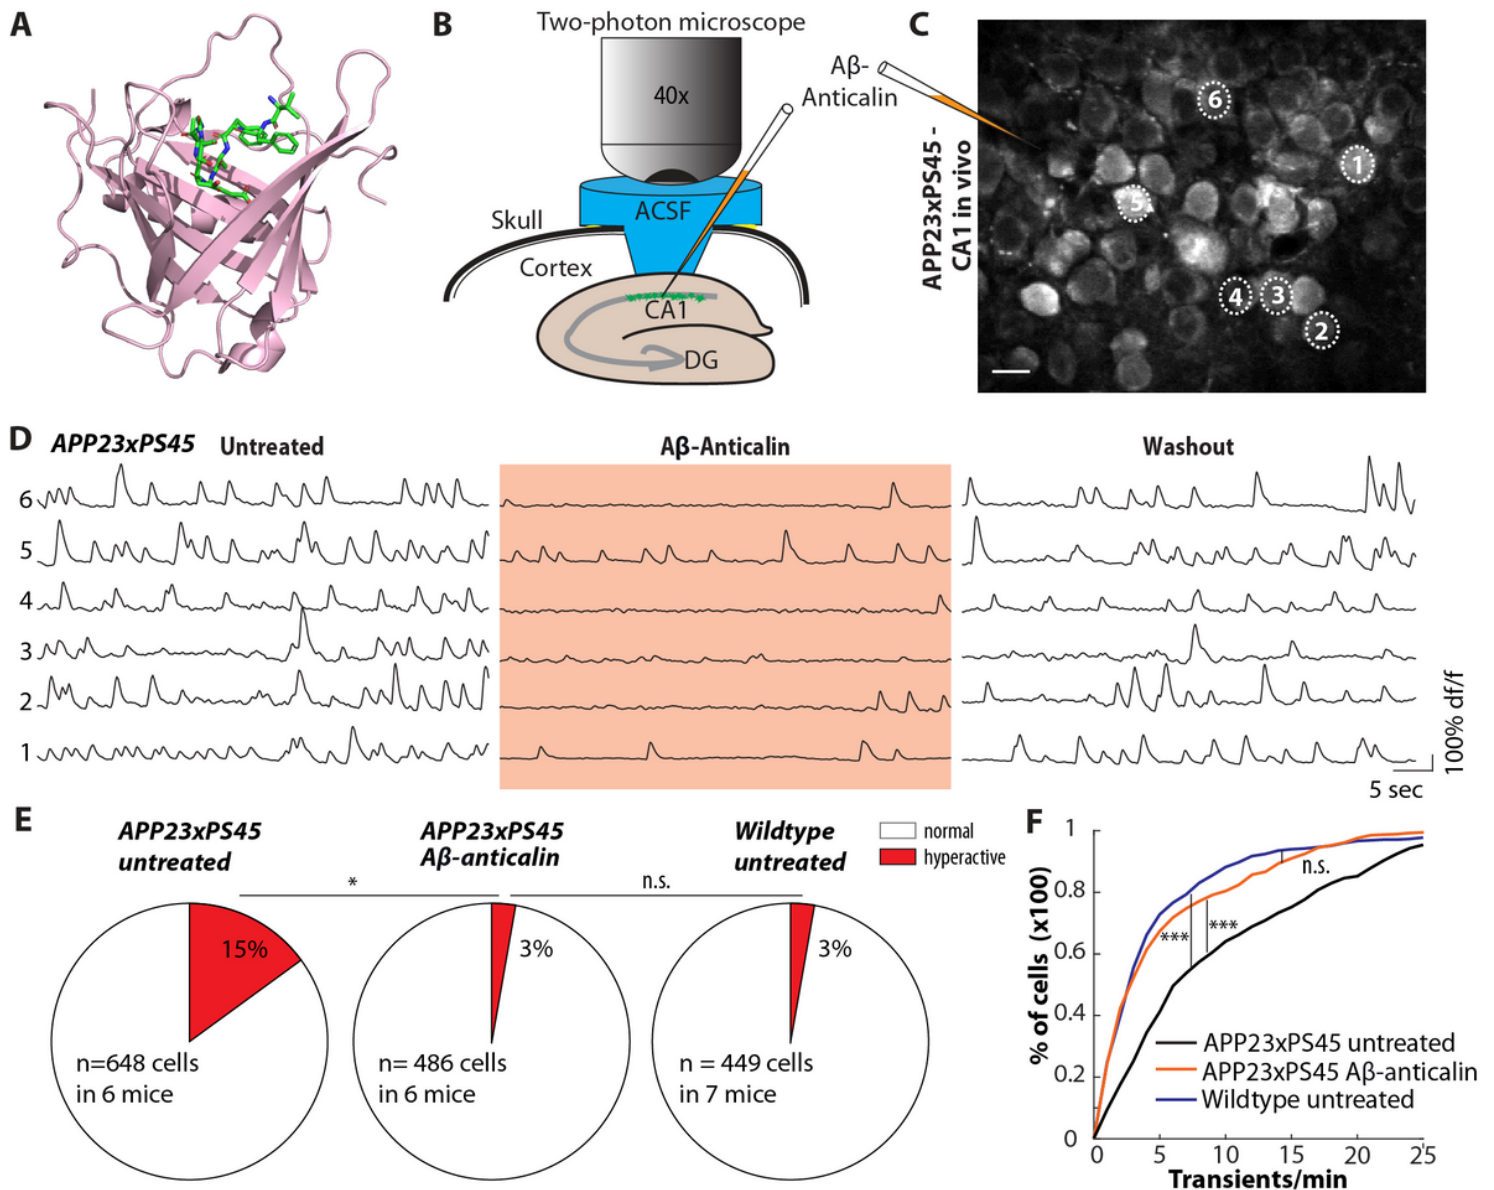 A
B
Two-photon microscope
40x
Aβ-
Anticalin
ACSF
Skull
Cortex
CA1
DG
C
APP23xPS45 -
CA1 in vivo
6
1
5
4
3
2
D
APP23xPS45
Untreated
Aβ-Anticalin
Washout
6
5
4
3
2
1
100% df/f
5 sec
E
APP23xPS45
untreated
APP23xPS45
Aβ-anticalin
Wildtype
untreated
normal
hyperactive
*
n.s.
15%
n=648 cells
in 6 mice
3%
n= 486 cells
in 6 mice
3%
n = 449 cells
in 7 mice
F
% of cells (x100)
1
0.8
0.6
0.4
0.2
0
n.s.
***
***
APP23xPS45 untreated
APP23xPS45 Aβ-anticalin
Wildtype untreated
0
5
10
15
20
25
Transients/min